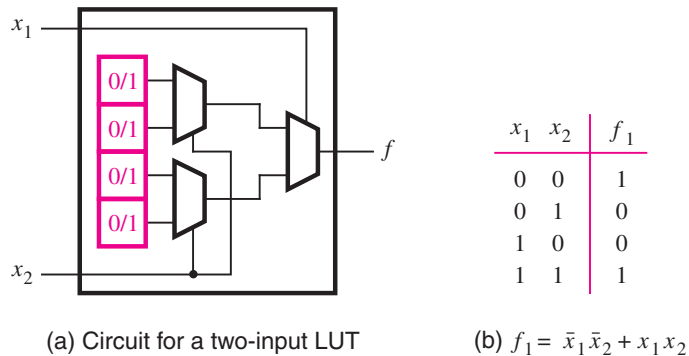 x₁
0/1
0/1
0/1
0/1
f
x₂
x₁ x₂ f₁
0 0 1
0 1 0
1 0 0
1 1 1
(a) Circuit for a two-input LUT
(b) f₁ = x̄₁x̄₂ + x₁x₂